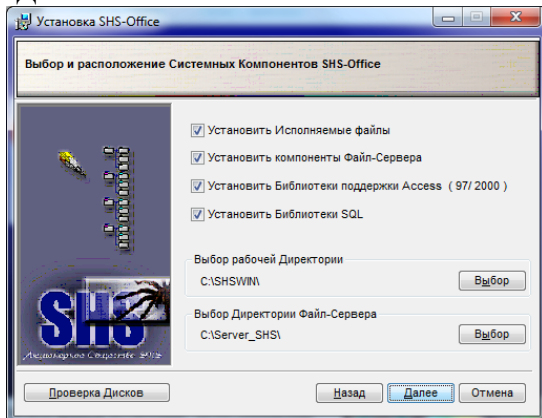 Установка SHS-Office
Выбор и расположение Системных Компонентов SHS-Office
Установить Исполняемые файлы
Установить компоненты Файл-Сервера
Установить Библиотеки поддержки Access ( 97/ 2000 )
Установить Библиотеки SQL
Выбор рабочей Директории
C:\SHSWIN\
Выбор
Выбор Директории Файл-Сервера
C:\Server_SHS\
Выбор
SHS
Проверка Дисков
Назад
Далее
Отмена